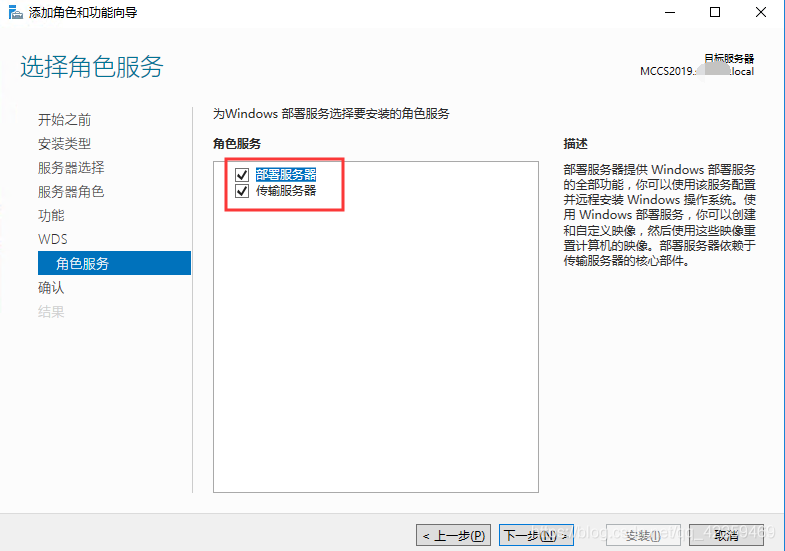 添加角色和功能向导
选择角色服务
目标服务器
MCCS2019. .local
开始之前
安装类型
服务器选择
服务器角色
功能
WDS
角色服务
确认
结果
为Windows 部署服务选择要安装的角色服务
角色服务
部署服务器
传输服务器
描述
部署服务器提供 Windows 部署服务
的全部功能，你可以使用该服务配置
并远程安装 Windows 操作系统。使
用 Windows 部署服务，你可以创建
和自定义映像，然后使用这些映像重
置计算机的映像。部署服务器依赖于
传输服务器的核心部件。
< 上一步(P)
下一步(N) >
安装(I)
取消